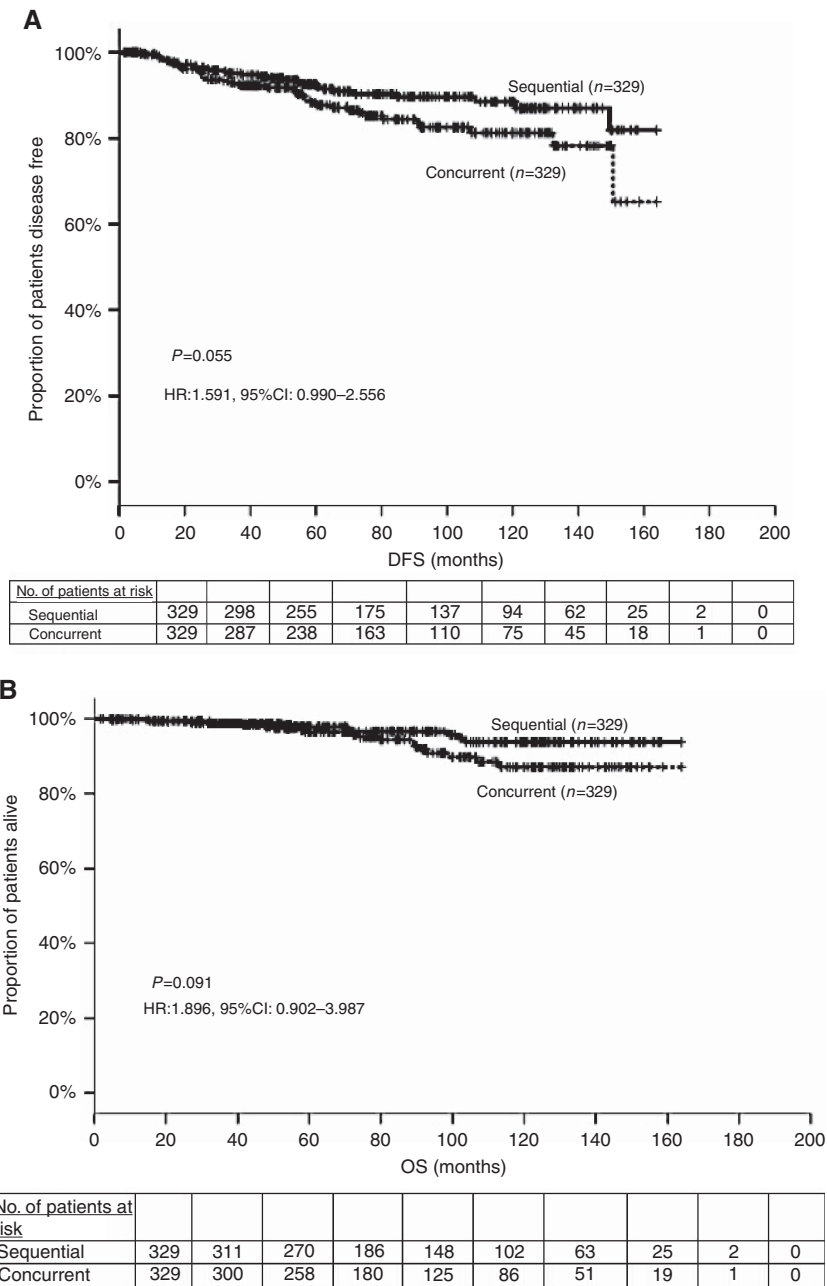 A
100%
80%
60%
40%
20%
0%
Proportion of patients disease free
Sequential (n=329)
Concurrent (n=329)
P=0.055
HR:1.591, 95%CI: 0.990–2.556
0 20 40 60 80 100 120 140 160 180 200
DFS (months)
No. of patients at risk
Sequential 329 298 255 175 137 94 62 25 2 0
Concurrent 329 287 238 163 110 75 45 18 1 0
B
100%
80%
60%
40%
20%
0%
Proportion of patients alive
Sequential (n=329)
Concurrent (n=329)
P=0.091
HR:1.896, 95%CI: 0.902–3.987
0 20 40 60 80 100 120 140 160 180 200
OS (months)
No. of patients at
risk
Sequential 329 311 270 186 148 102 63 25 2 0
Concurrent 329 300 258 180 125 86 51 19 1 0